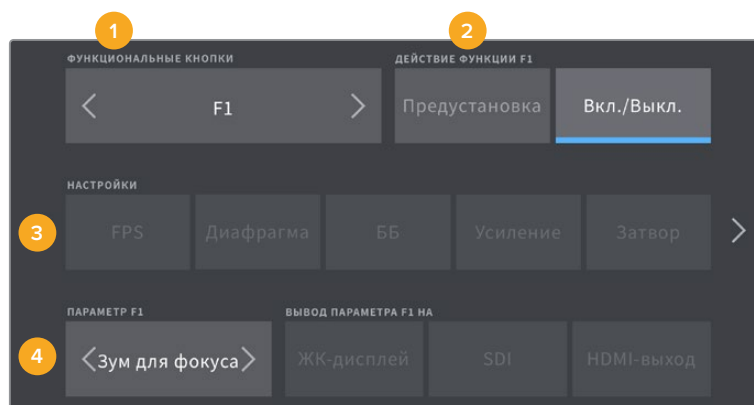 1 2
ФУНКЦИОНАЛЬНЫЕ КНОПКИ ДЕЙСТВИЕ ФУНКЦИИ F1
< F1 > Предустановка Вкл./Выкл.
НАСТРОЙКИ
3 FPS Диафрагма ББ Усиление Затвор >
ПАРАМЕТР F1 ВЫВОД ПАРАМЕТРА F1 НА
4 <Зум для фокуса> ЖК-дисплей SDI HDMI-выход